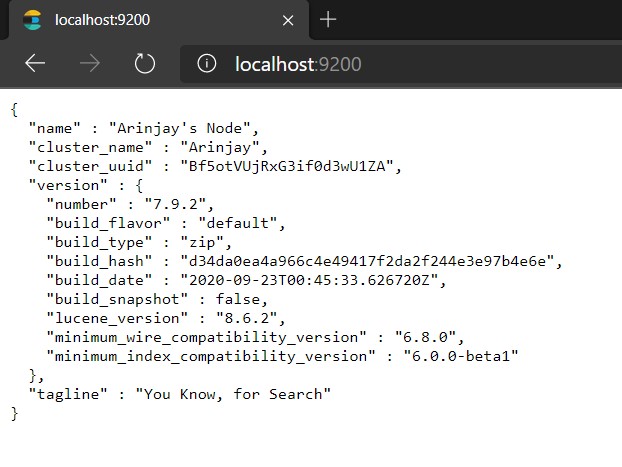 localhost:9200
localhost:9200
{
  "name" : "Arinjay's Node",
  "cluster_name" : "Arinjay",
  "cluster_uuid" : "Bf5otVUjRxG3if0d3wU1ZA",
  "version" : {
    "number" : "7.9.2",
    "build_flavor" : "default",
    "build_type" : "zip",
    "build_hash" : "d34da0ea4a966c4e49417f2da2f244e3e97b4e6e",
    "build_date" : "2020-09-23T00:45:33.626720Z",
    "build_snapshot" : false,
    "lucene_version" : "8.6.2",
    "minimum_wire_compatibility_version" : "6.8.0",
    "minimum_index_compatibility_version" : "6.0.0-beta1"
  },
  "tagline" : "You Know, for Search"
}